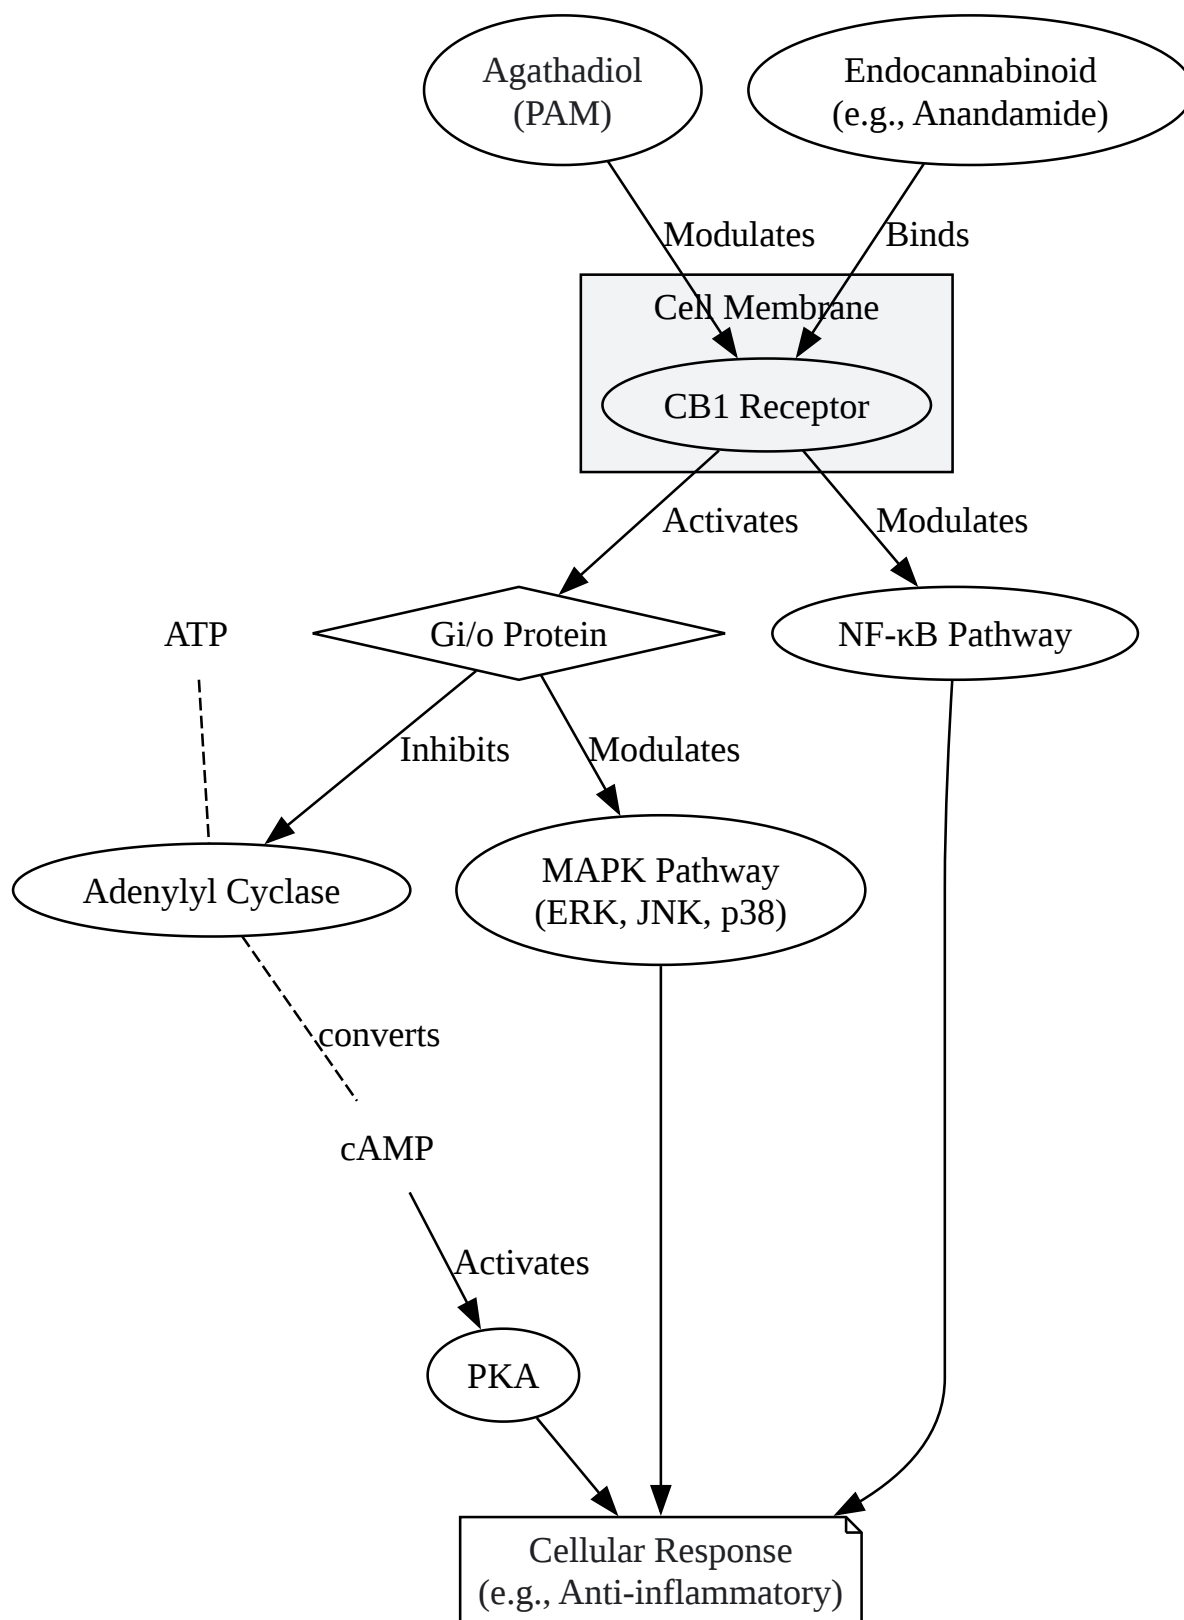 Agathadiol
(PAM)
Endocannabinoid
(e.g., Anandamide)
Modulates
Binds
Cell Membrane
CB1 Receptor
Activates
Modulates
ATP
Gi/o Protein
NF-κB Pathway
Inhibits
Modulates
Adenylyl Cyclase
MAPK Pathway
(ERK, JNK, p38)
converts
cAMP
Activates
PKA
Cellular Response
(e.g., Anti-inflammatory)